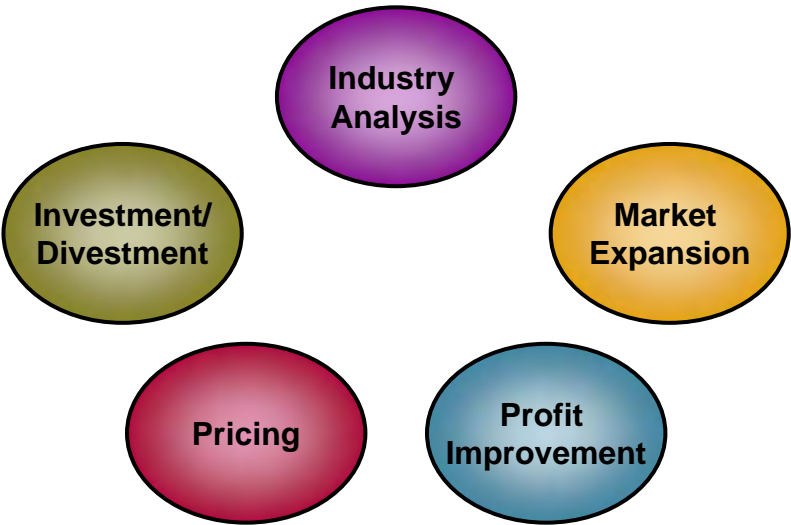 Industry
Analysis
Investment/
Divestment
Market
Expansion
Pricing
Profit
Improvement